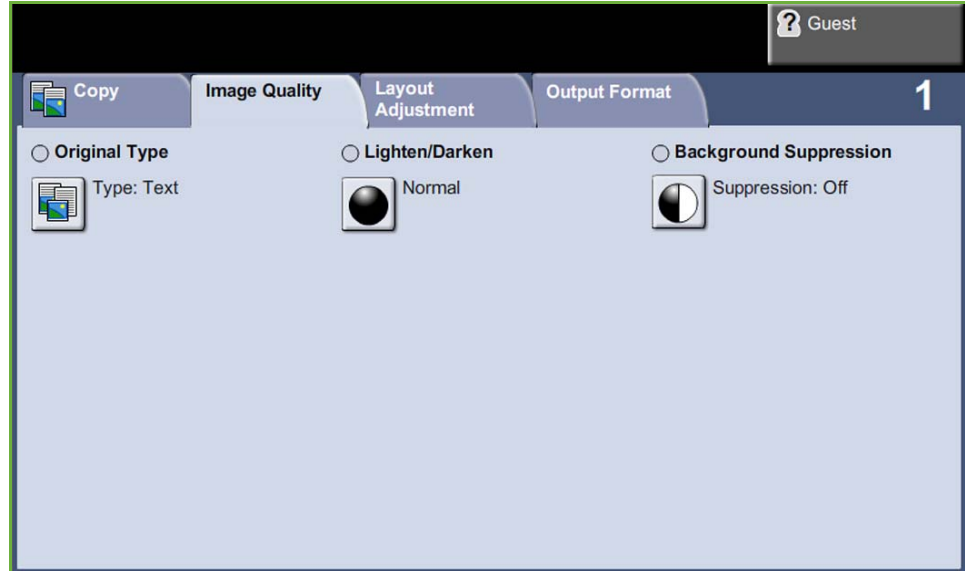 Guest
Copy
Image Quality
Layout
Adjustment
Output Format
1
Original Type
Lighten/Darken
Background Suppression
Type: Text
Normal
Suppression: Off